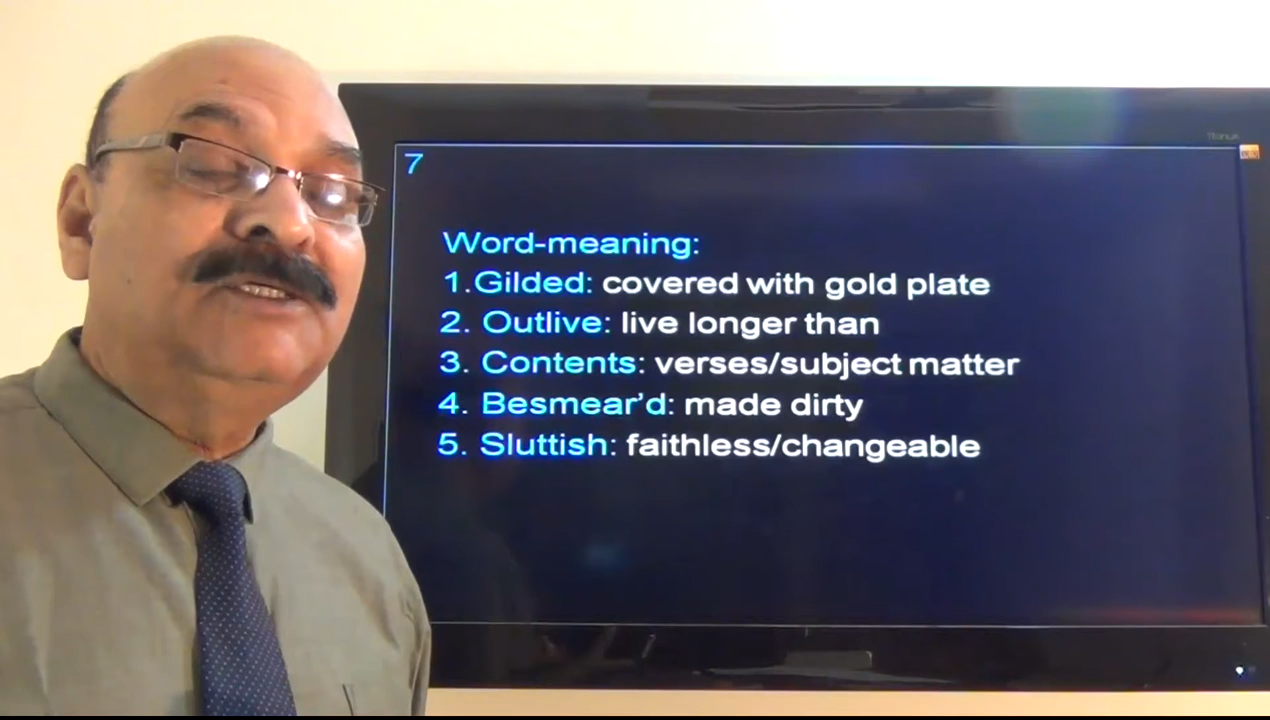 7
Word-meaning:
1.Gilded: covered with gold plate
2. Outlive: live longer than
3. Contents: verses/subject matter
4. Besmear’d: made dirty
5. Sluttish: faithless/changeable